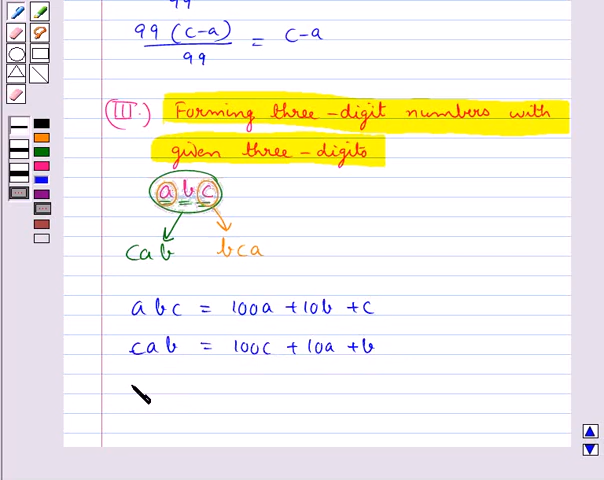 99
99 (c-a) / 99 = c-a
(III.) Forming three-digit numbers with
given three-digits
a b c
cab bca
abc = 100a +10b +c
cab = 100c +10a +b